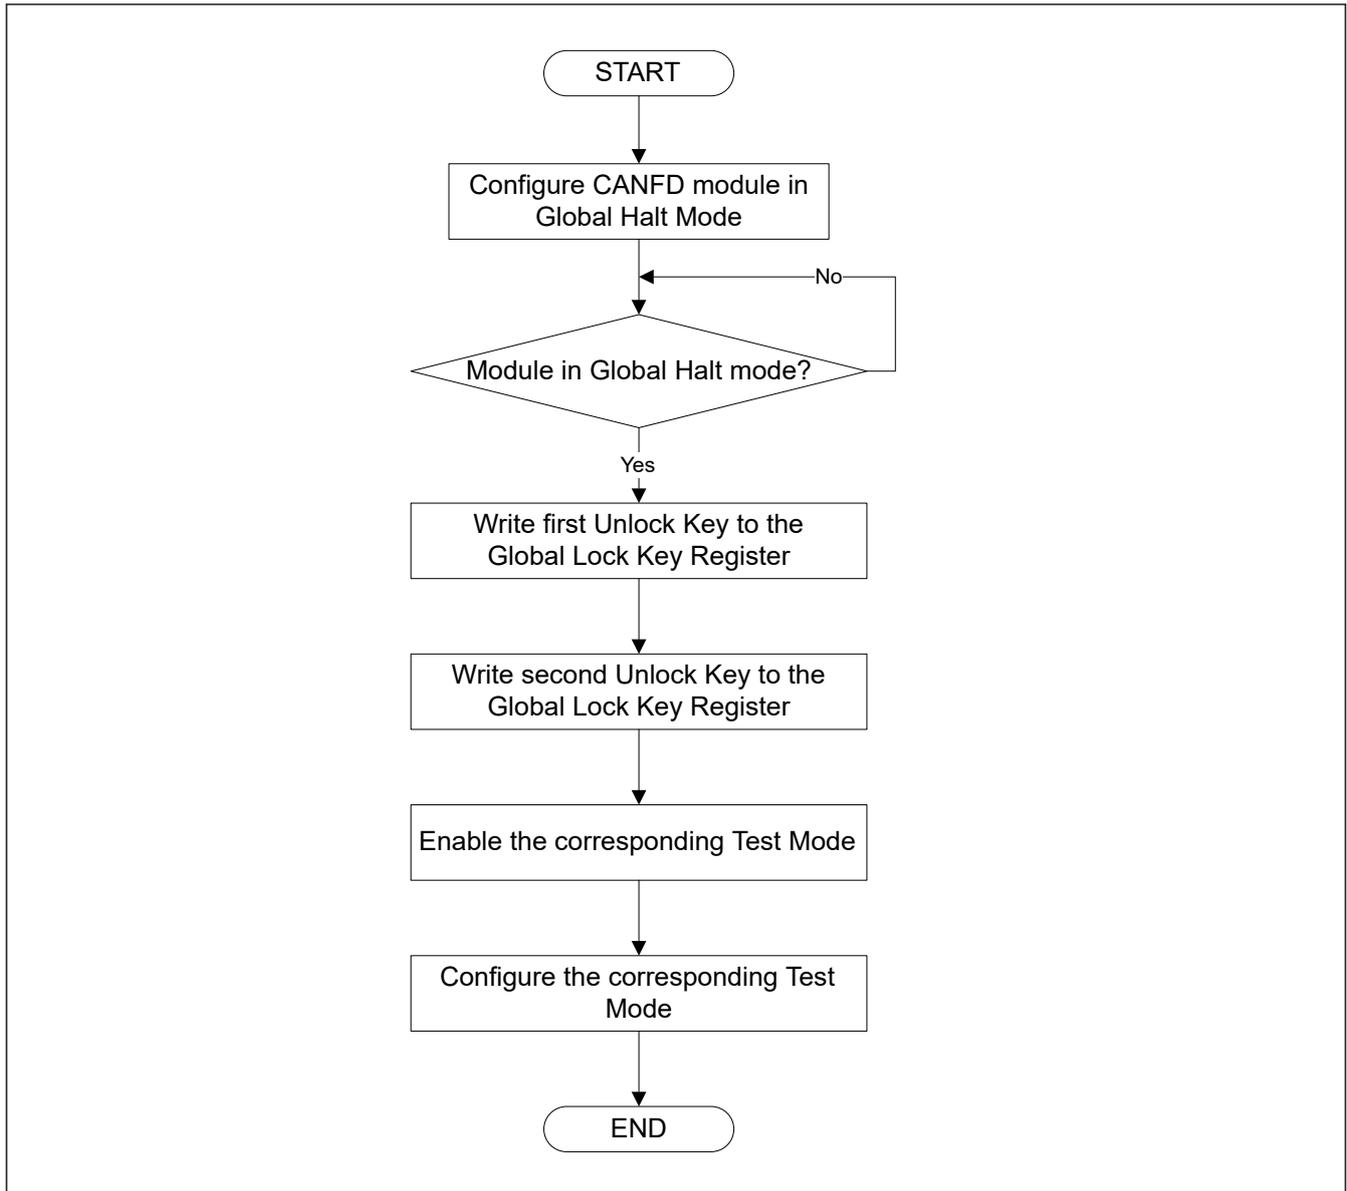 START
Configure CANFD module in
Global Halt Mode
No
Module in Global Halt mode?
Yes
Write first Unlock Key to the
Global Lock Key Register
Write second Unlock Key to the
Global Lock Key Register
Enable the corresponding Test Mode
Configure the corresponding Test
Mode
END